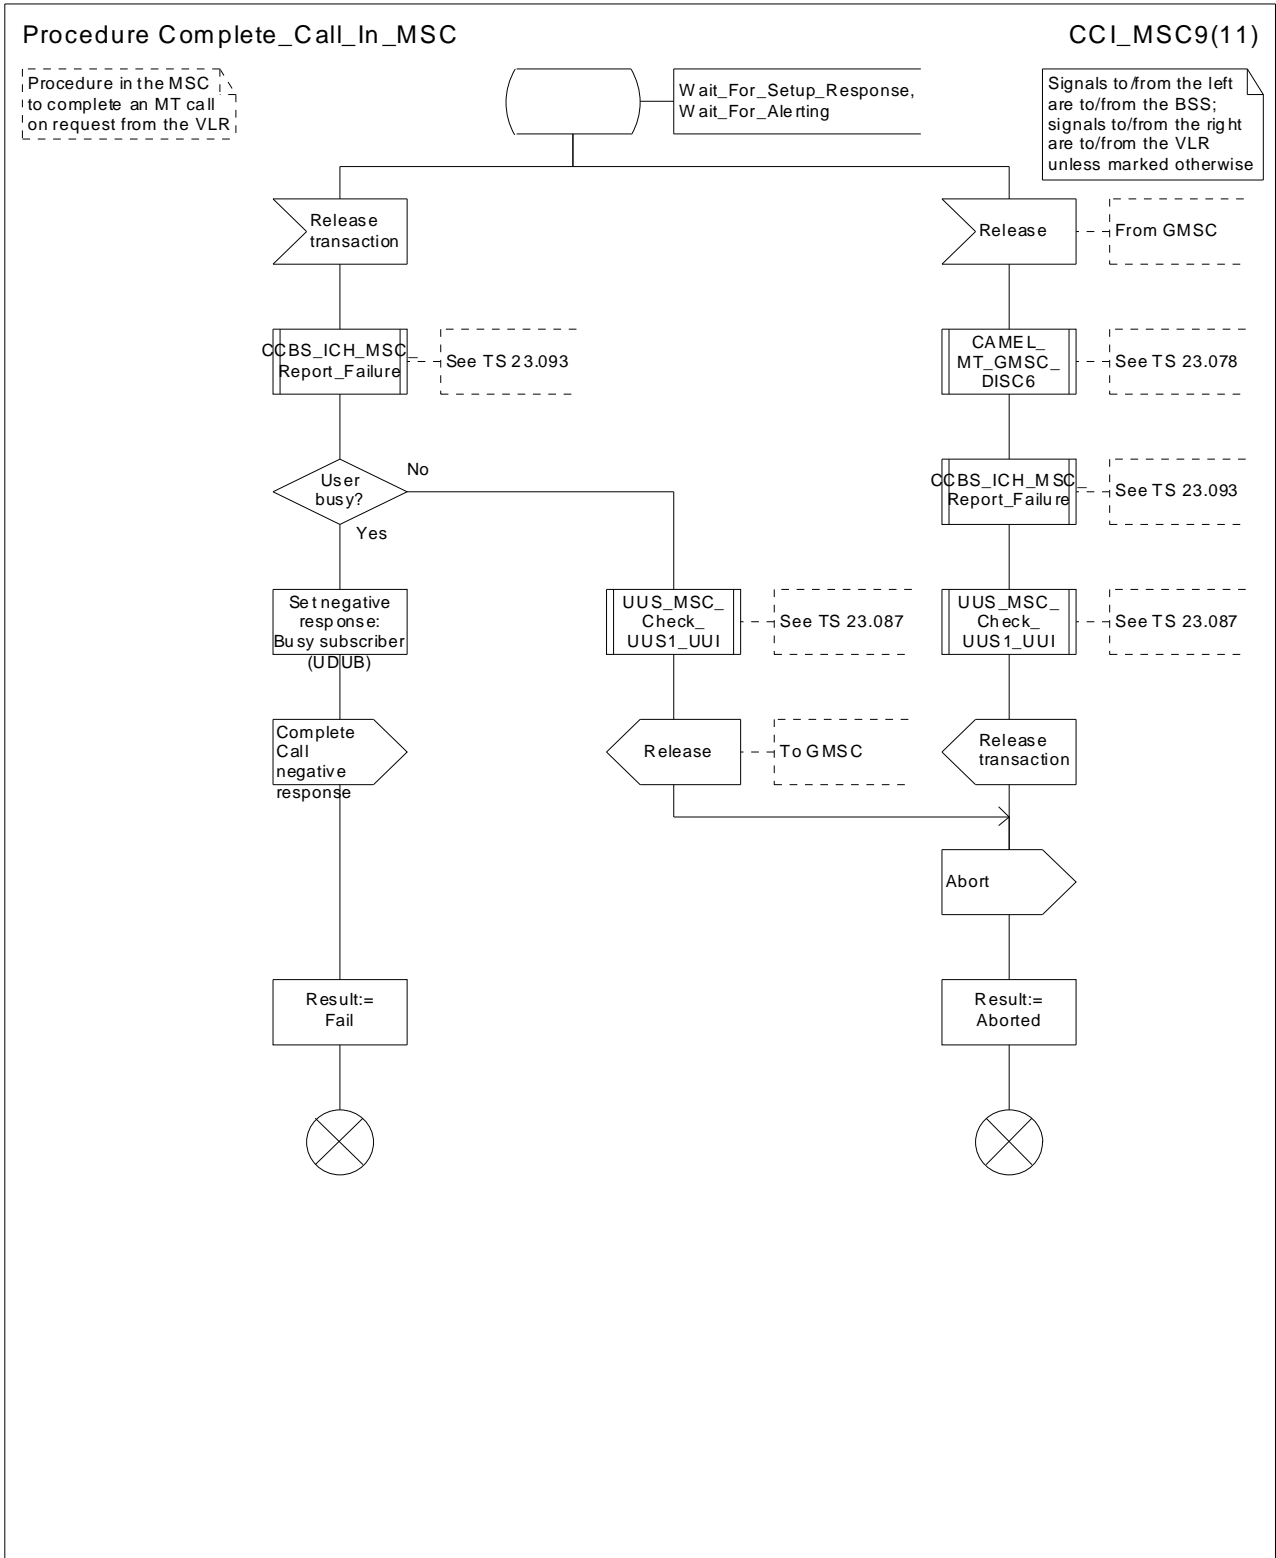 Procedure Complete_Call_In_MSC
CCI_MSC9(11)
Procedure in the MSC
to complete an MT call
on request from the VLR
Wait_For_Setup_Response,
Wait_For_Alerting
Signals to/from the left
are to/from the BSS;
signals to/from the right
are to/from the VLR
unless marked otherwise
Release
transaction
Release
From GMSC
CCBS_ICH_MSC_
Report_Failure
See TS 23.093
CAMEL_
MT_GMSC_
DISC6
See TS 23.078
User
busy?
No
Yes
CCBS_ICH_MSC_
Report_Failure
See TS 23.093
Set negative
response:
Busy subscriber
(UDUB)
UUS_MSC_
Check_
UUS1_UUI
See TS 23.087
UUS_MSC_
Check_
UUS1_UUI
See TS 23.087
Complete
Call
negative
response
Release
To GMSC
Release
transaction
Abort
Result:=
Fail
Result:=
Aborted